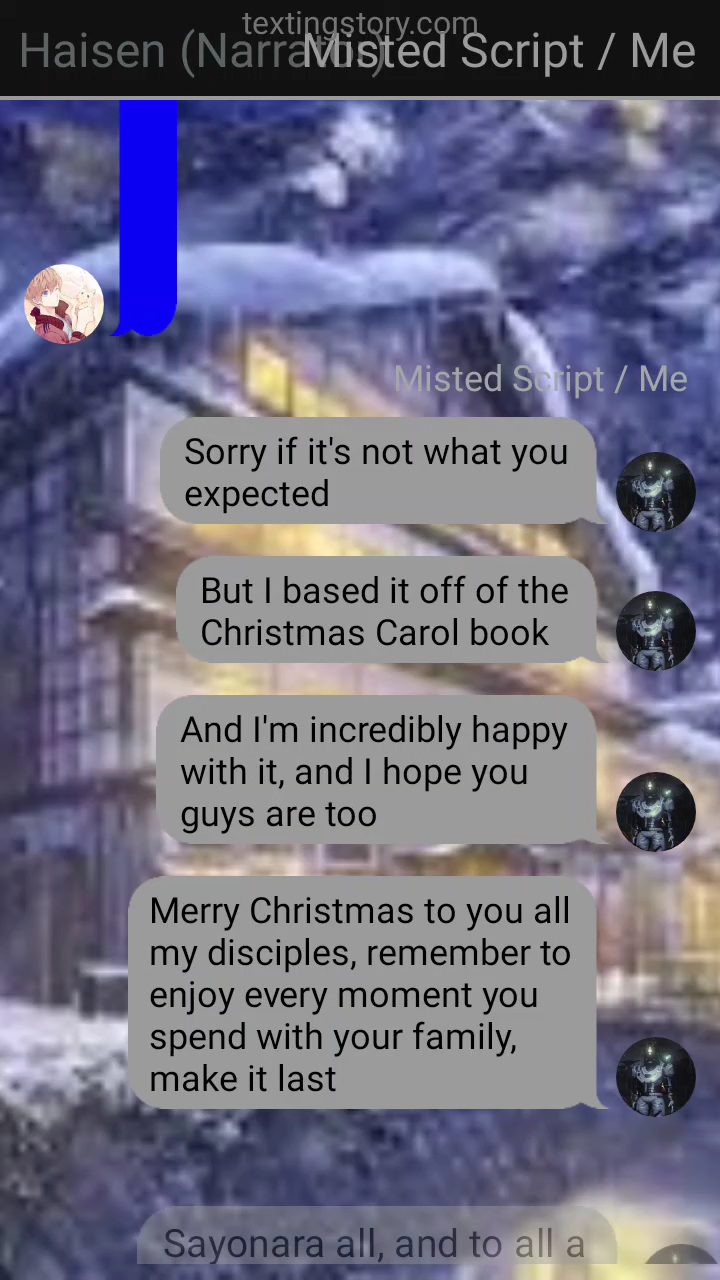 textingstory.com
Haisen (Narrator)
Misted Script / Me
Misted Script / Me
Sorry if it's not what you
expected
But I based it off of the
Christmas Carol book
And I'm incredibly happy
with it, and I hope you
guys are too
Merry Christmas to you all
my disciples, remember to
enjoy every moment you
spend with your family,
make it last
Sayonara all, and to all a